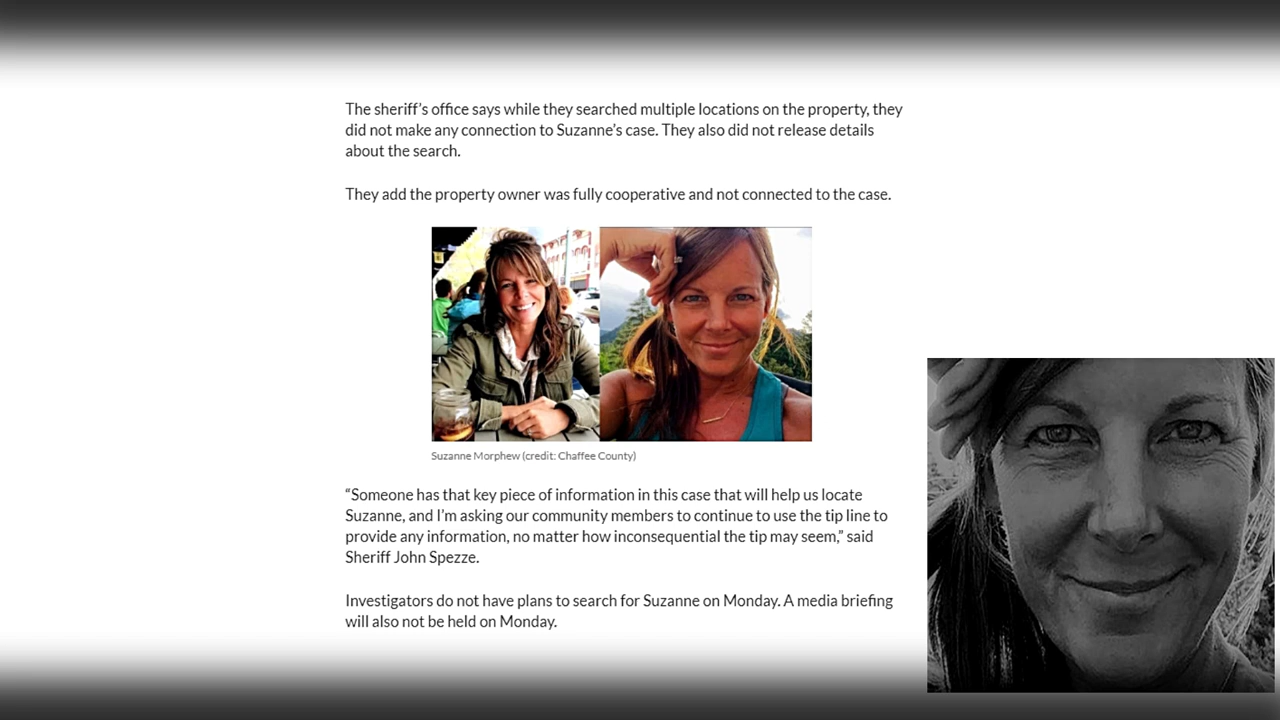 The sheriff’s office says while they searched multiple locations on the property, they
did not make any connection to Suzanne’s case. They also did not release details
about the search.
They add the property owner was fully cooperative and not connected to the case.
Suzanne Morphew (credit: Chaffee County)
“Someone has that key piece of information in this case that will help us locate
Suzanne, and I’m asking our community members to continue to use the tip line to
provide any information, no matter how inconsequential the tip may seem,” said
Sheriff John Spezze.
Investigators do not have plans to search for Suzanne on Monday. A media briefing
will also not be held on Monday.